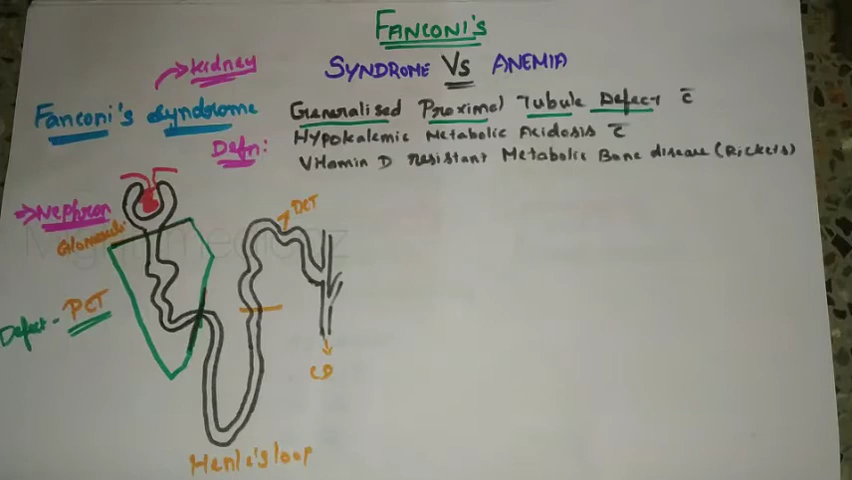 FANCONI's
SYNDROME Vs ANEMIA
Kidney
Fanconi's Syndrome
Defn:
Generalised Proximal Tubule Defect c̄
Hypokalemic Metabolic Acidosis c̄
Vitamin D resistant Metabolic Bone disease (Rickets)
Nephron
Glomeruli
DCT
Defect - PCT
CD
Henle's loop